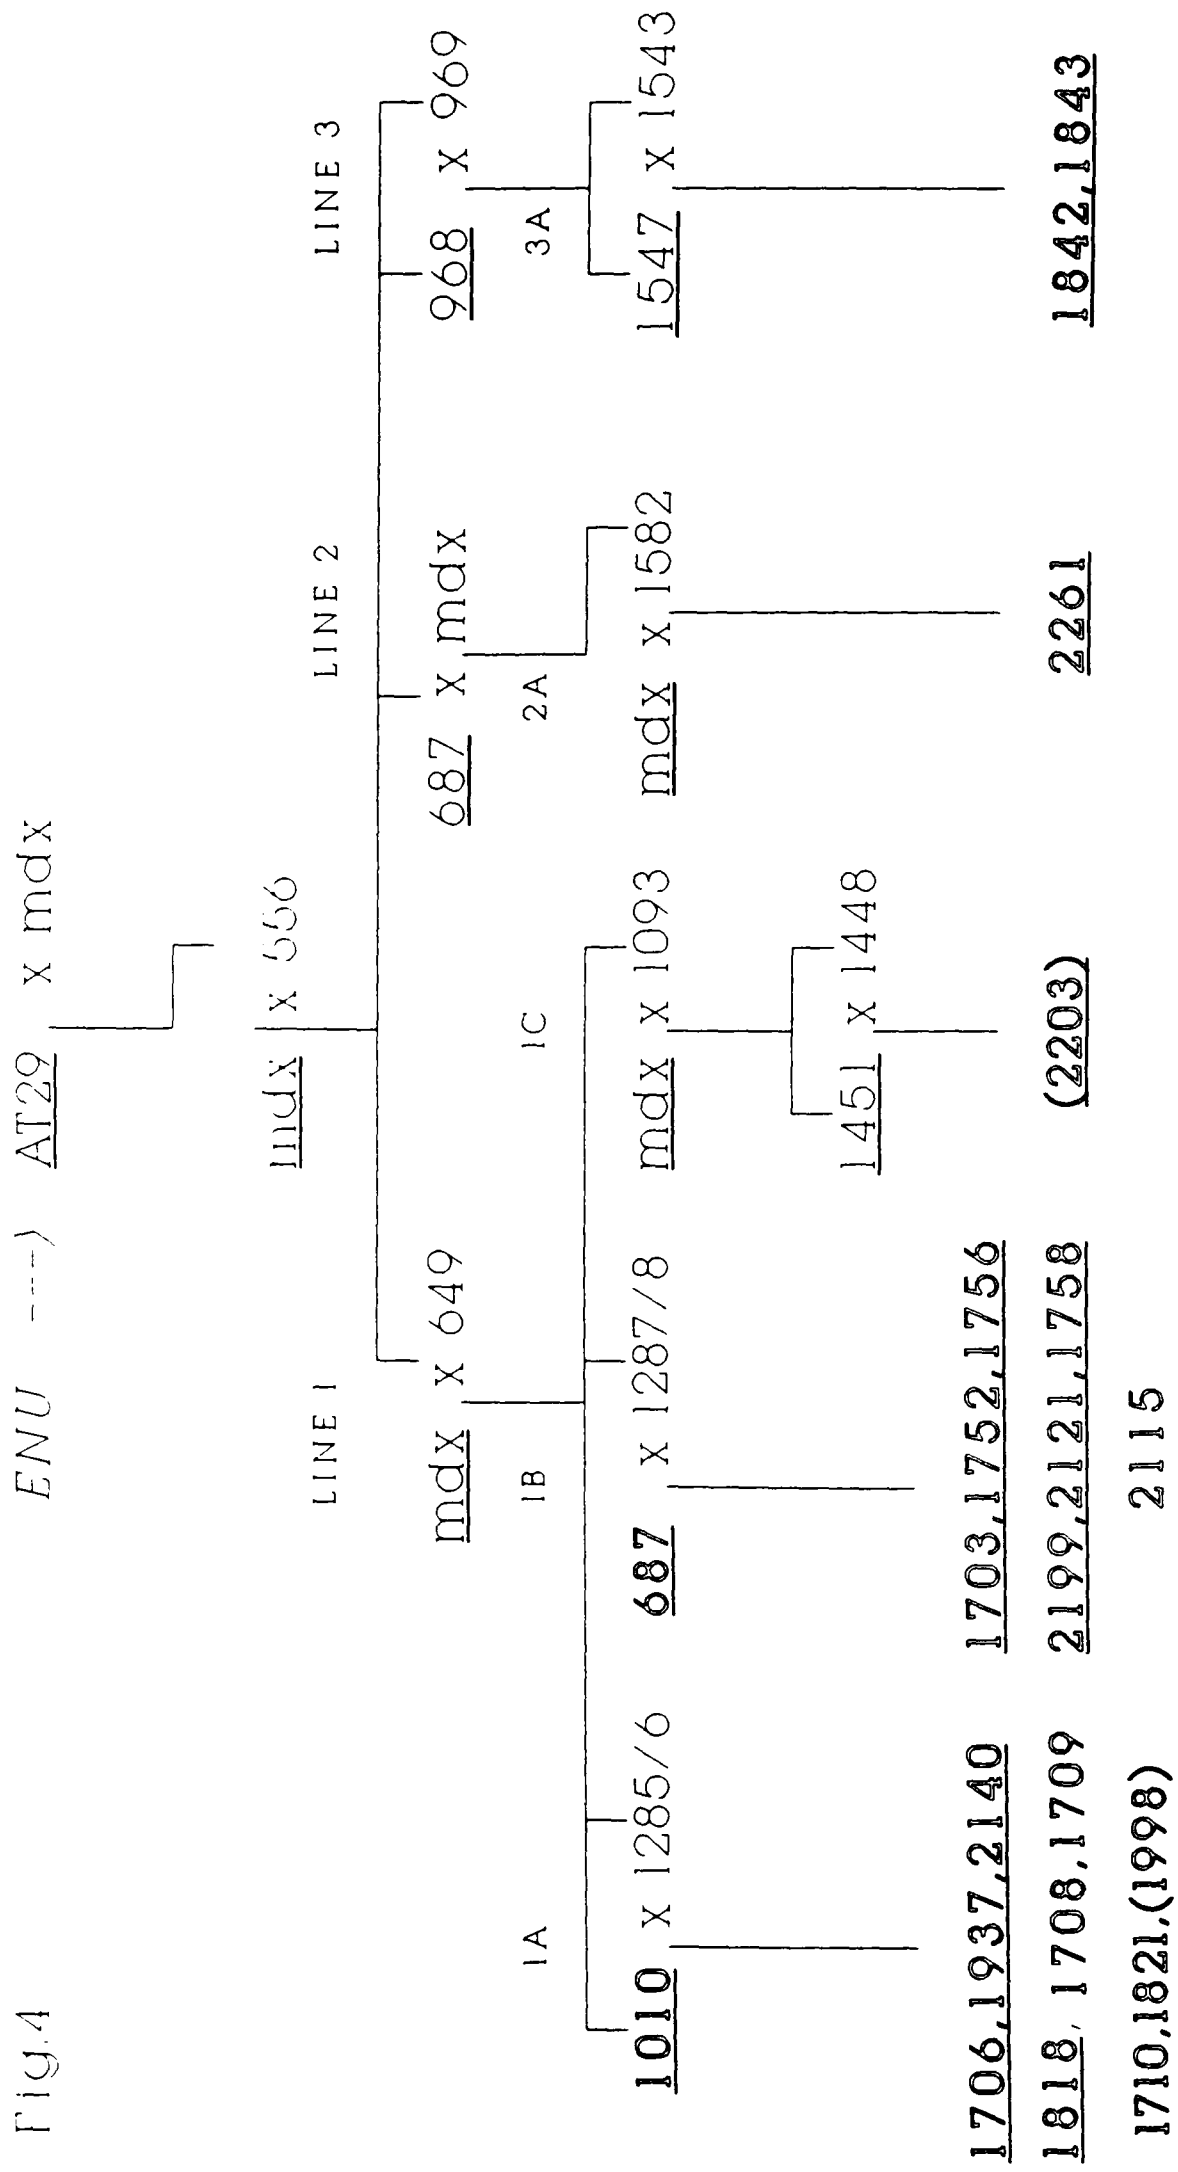 Fig.4
ENU ---> AT29 x mdx
mdx x 556
LINE 1
LINE 2
LINE 3
mdx x 649
687 x mdx
968 x 969
1A
1B
1C
2A
3A
1010 x 1285/6
687 x 1287/8
mdx x 1093
mdx x 1582
1547 x 1543
1451 x 1448
1706,1937,2140
1818, 1708,1709
1710,1821,(1998)
1703,1752,1756
2199,2121,1758
2115
(2203)
2261
1842,1843